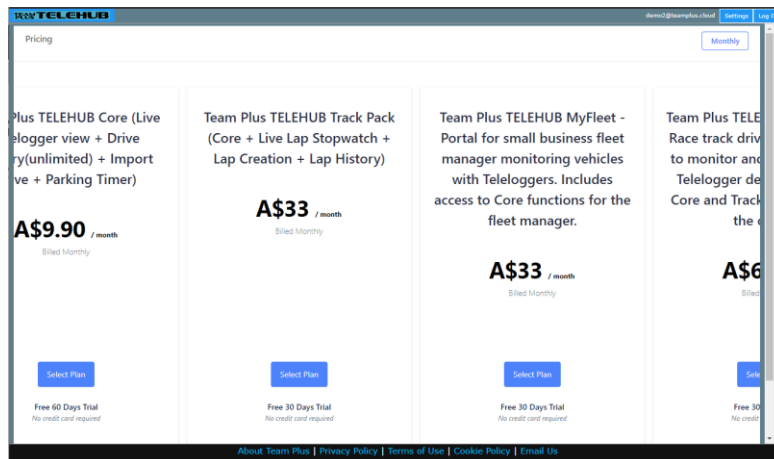 TELEHUB
demo2@teamplus.cloud Settings Log O
Pricing
Monthly
Plus TELEHUB Core (Live
elogger view + Drive
ry(unlimited) + Import
ve + Parking Timer)
A$9.90 / month
Billed Monthly
Select Plan
Free 60 Days Trial
No credit card required
Team Plus TELEHUB Track Pack
(Core + Live Lap Stopwatch +
Lap Creation + Lap History)
A$33 / month
Billed Monthly
Select Plan
Free 30 Days Trial
No credit card required
Team Plus TELEHUB MyFleet -
Portal for small business fleet
manager monitoring vehicles
with Teleloggers. Includes
access to Core functions for the
fleet manager.
A$33 / month
Billed Monthly
Select Plan
Free 30 Days Trial
No credit card required
Team Plus TELE
Race track driv
to monitor and
Telelogger de
Core and Track
the
A$6
Billed
Sele
Free 30
No credit
About Team Plus | Privacy Policy | Terms of Use | Cookie Policy | Email Us